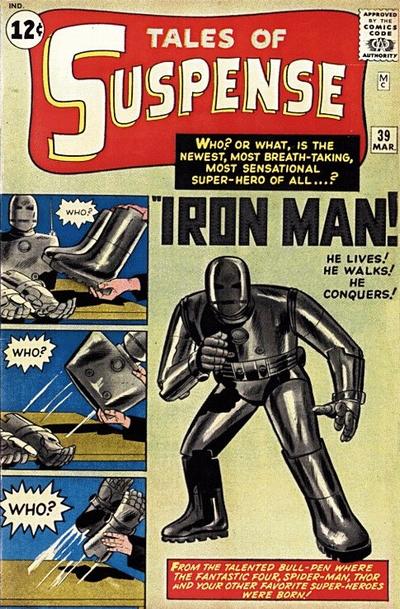 IND.
12¢
TALES OF
SUSPENSE
APPROVED
BY THE
COMICS
CODE
AUTHORITY
M
C
39
MAR.
WHO? OR WHAT, IS THE
NEWEST, MOST BREATH-TAKING,
MOST SENSATIONAL
SUPER-HERO OF ALL...?
"IRON MAN!
HE LIVES!
HE WALKS!
HE
CONQUERS!
WHO?
WHO?
WHO?
FROM THE TALENTED BULL-PEN WHERE
THE FANTASTIC FOUR, SPIDER-MAN, THOR
AND YOUR OTHER FAVORITE SUPER-HEROES
WERE BORN!